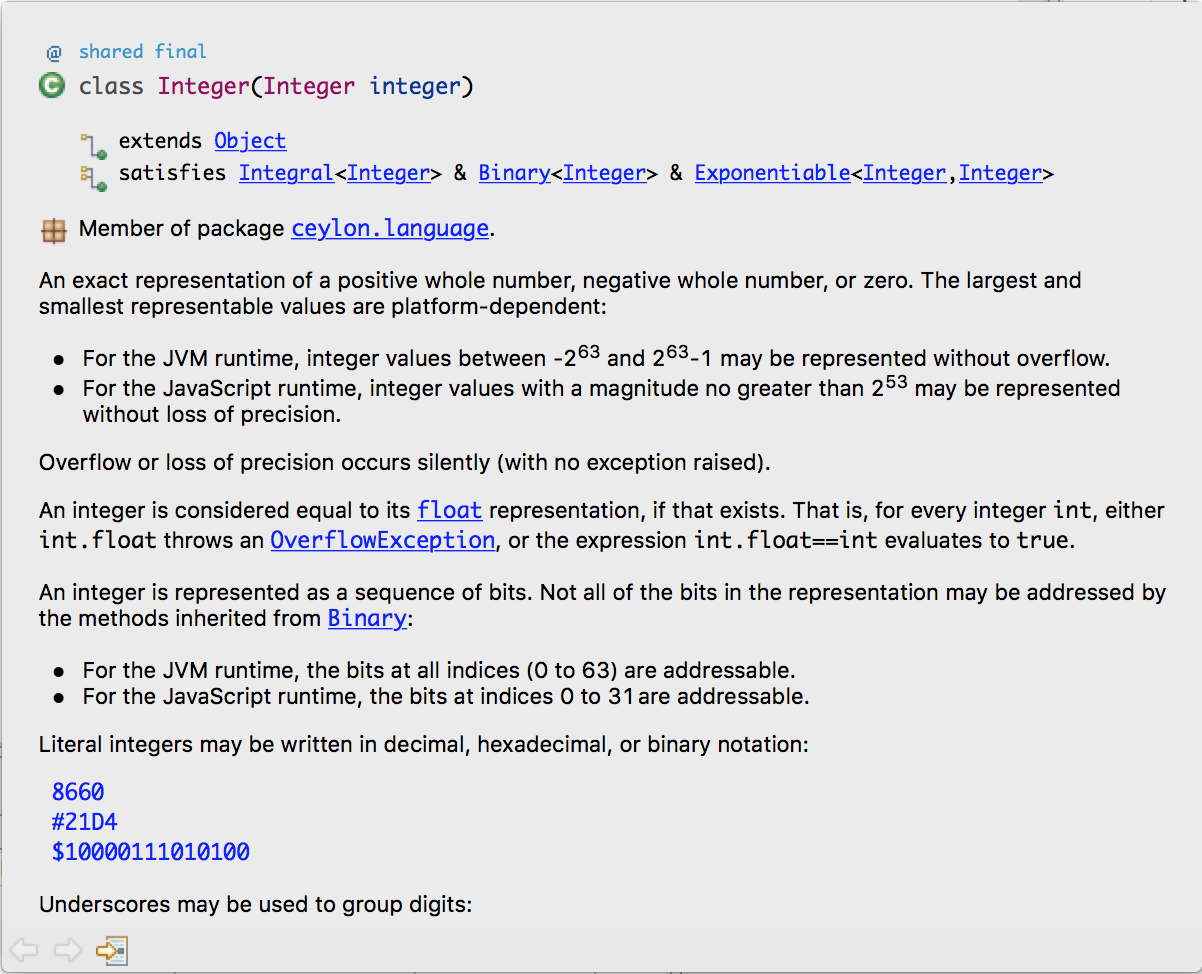 @ shared final
C class Integer(Integer integer)
extends Object
satisfies Integral<Integer> & Binary<Integer> & Exponentiable<Integer,Integer>
Member of package ceylon.language.
An exact representation of a positive whole number, negative whole number, or zero. The largest and
smallest representable values are platform-dependent:
● For the JVM runtime, integer values between -2⁶³ and 2⁶³-1 may be represented without overflow.
● For the JavaScript runtime, integer values with a magnitude no greater than 2⁵³ may be represented
without loss of precision.
Overflow or loss of precision occurs silently (with no exception raised).
An integer is considered equal to its float representation, if that exists. That is, for every integer int, either
int.float throws an OverflowException, or the expression int.float==int evaluates to true.
An integer is represented as a sequence of bits. Not all of the bits in the representation may be addressed by
the methods inherited from Binary:
● For the JVM runtime, the bits at all indices (0 to 63) are addressable.
● For the JavaScript runtime, the bits at indices 0 to 31 are addressable.
Literal integers may be written in decimal, hexadecimal, or binary notation:
8660
#21D4
$10000111010100
Underscores may be used to group digits: